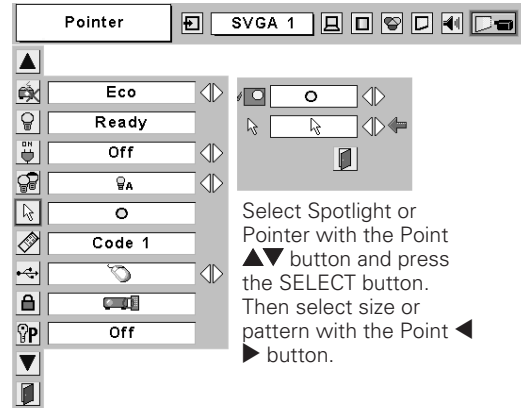 Pointer
SVGA 1
Eco
Ready
ON
Off
A
Code 1
P
Off
Select Spotlight or
Pointer with the Point
▲▼ button and press
the SELECT button.
Then select size or
pattern with the Point ◀
▶ button.